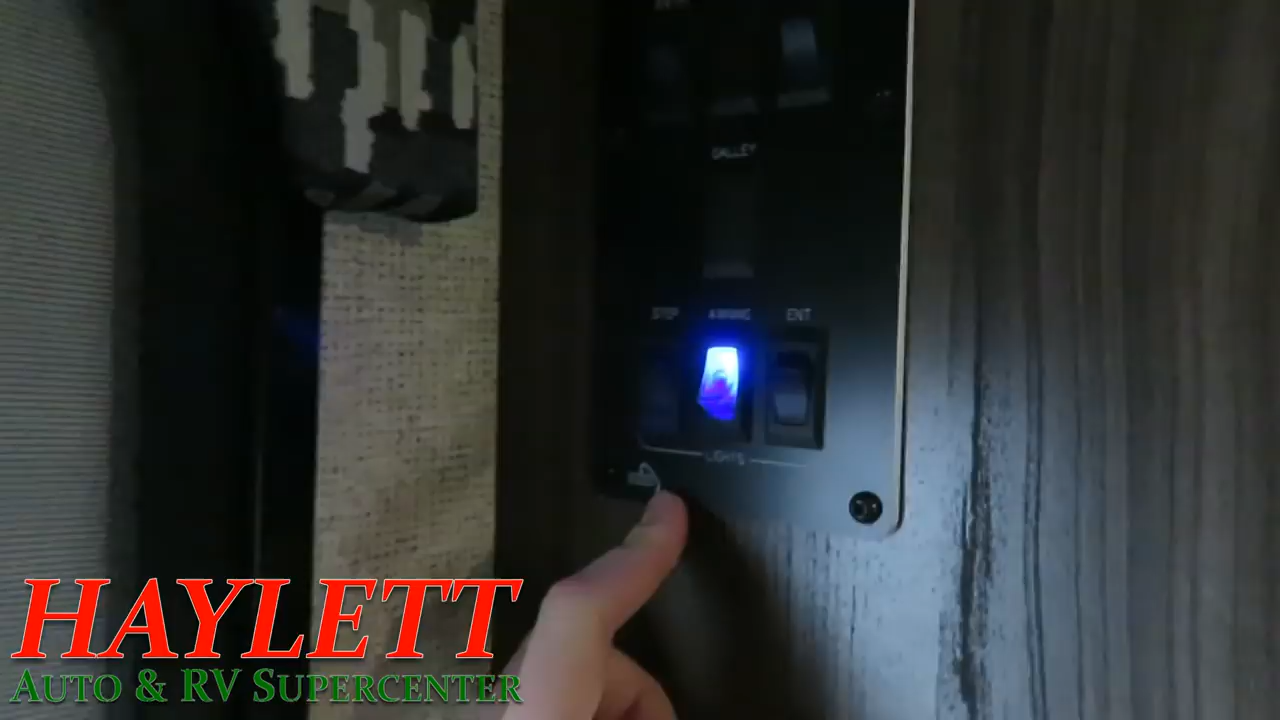 GALLEY
STEP AWNING ENT
LIGHTS
HAYLETT
AUTO & RV SUPERCENTER